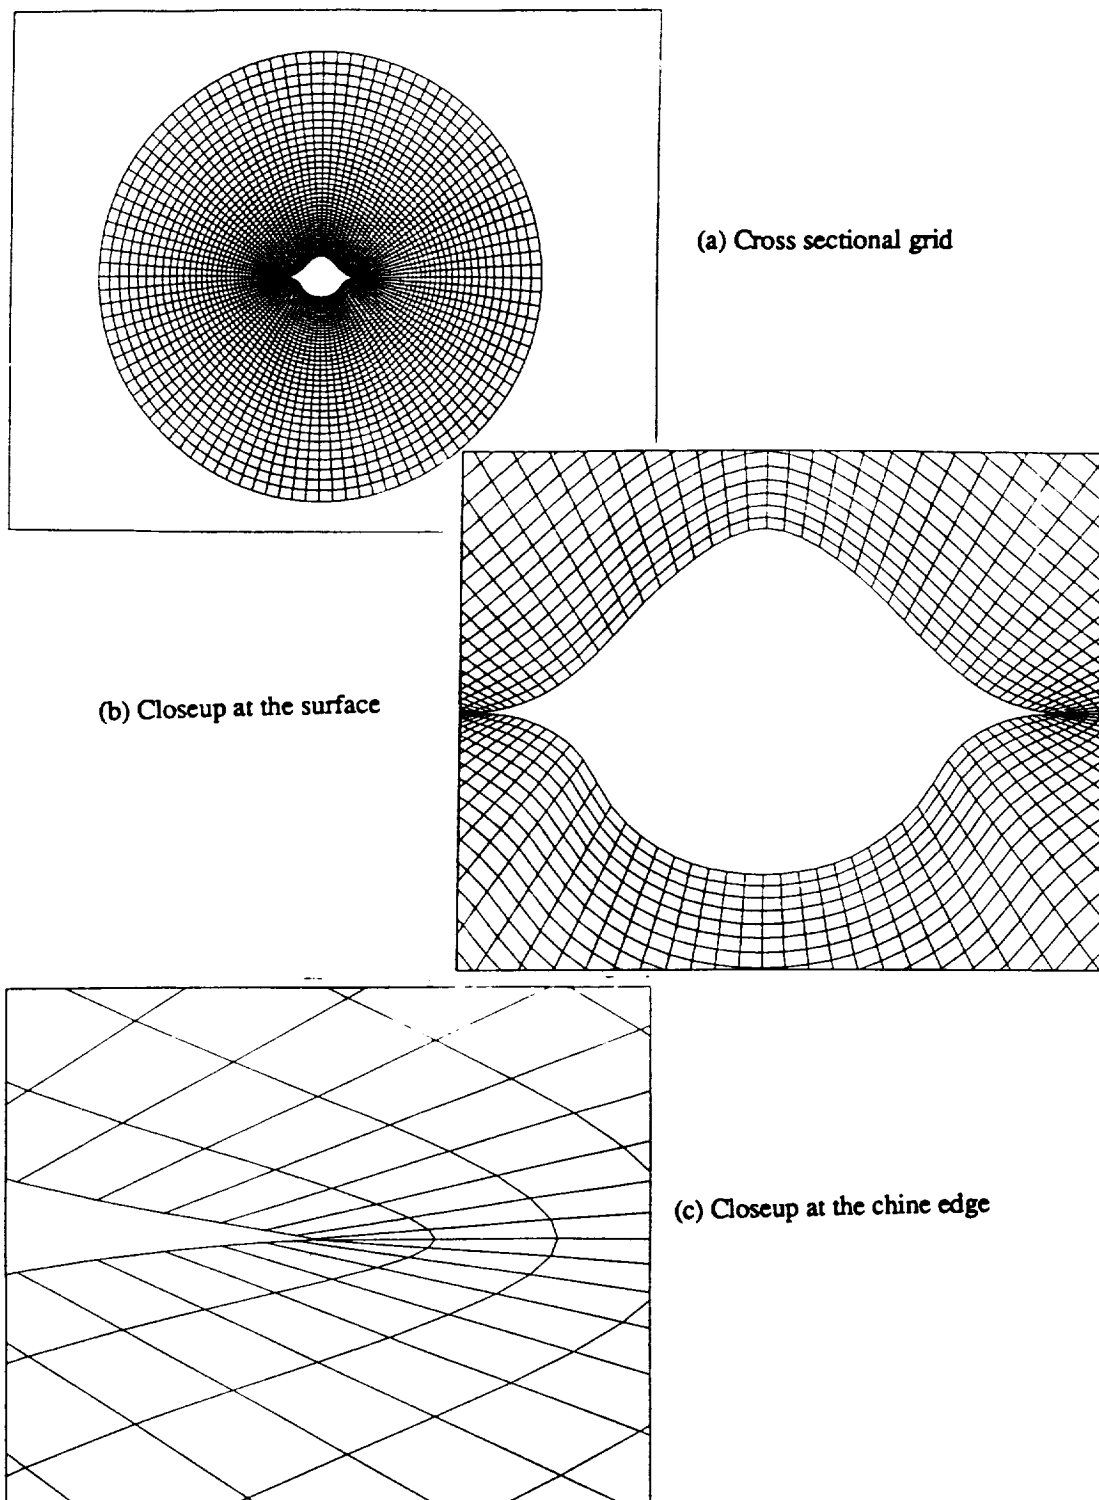 (a) Cross sectional grid
(b) Closeup at the surface
(c) Closeup at the chine edge